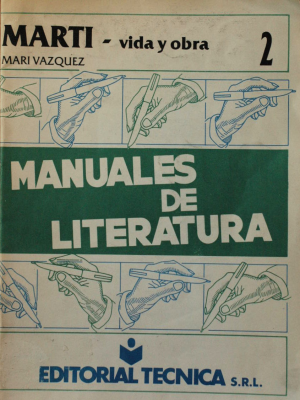 MARTI - vida y obra
MARI VAZQUEZ
2
MANUALES
DE
LITERATURA
EDITORIAL TECNICA S.R.L.